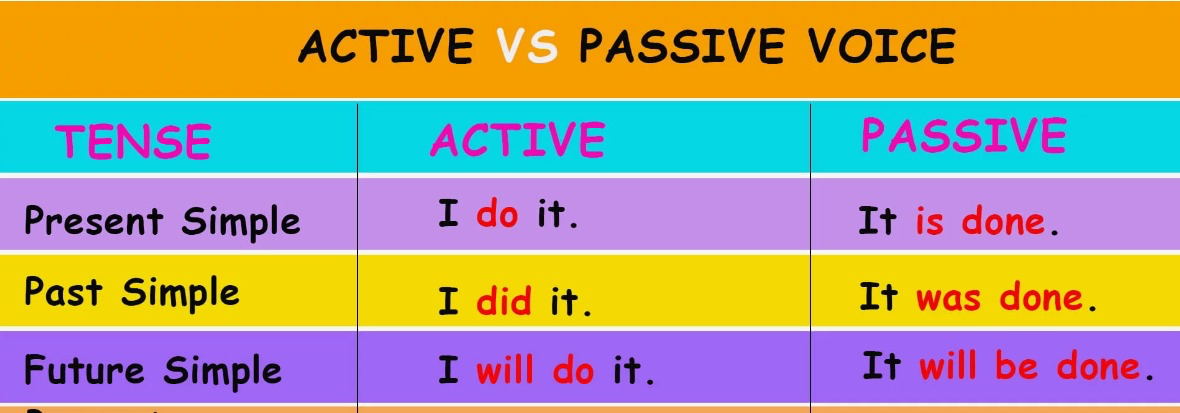 ACTIVE VS PASSIVE VOICE
TENSE ACTIVE PASSIVE
Present Simple I do it. It is done.
Past Simple I did it. It was done.
Future Simple I will do it. It will be done.